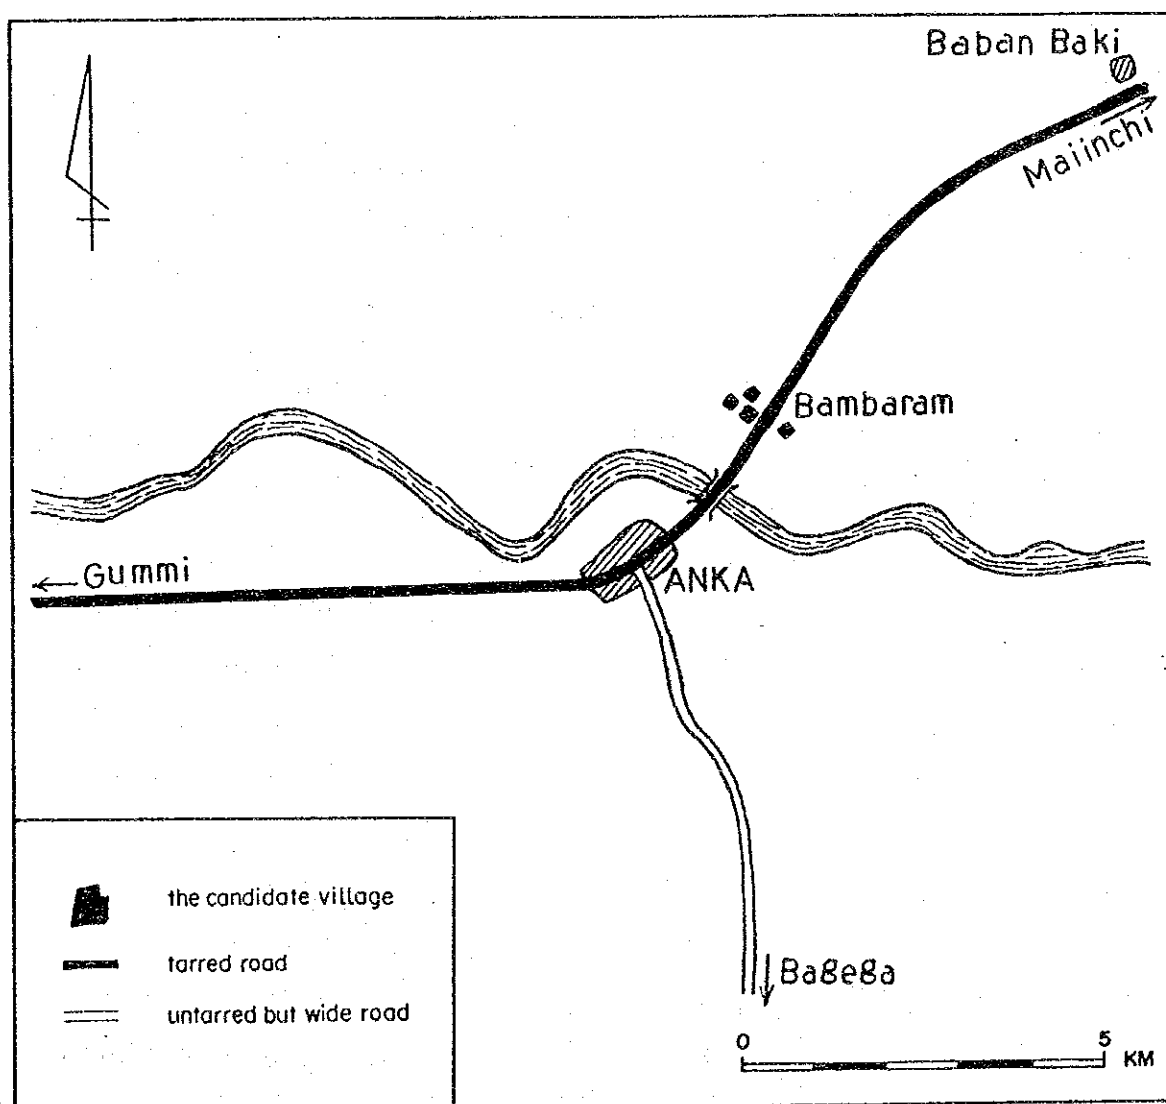 Baban Baki
Maiinchi
Bambaram
Gummi
ANKA
the candidate village
tarred road
untarred but wide road
Bagega
0 5
KM